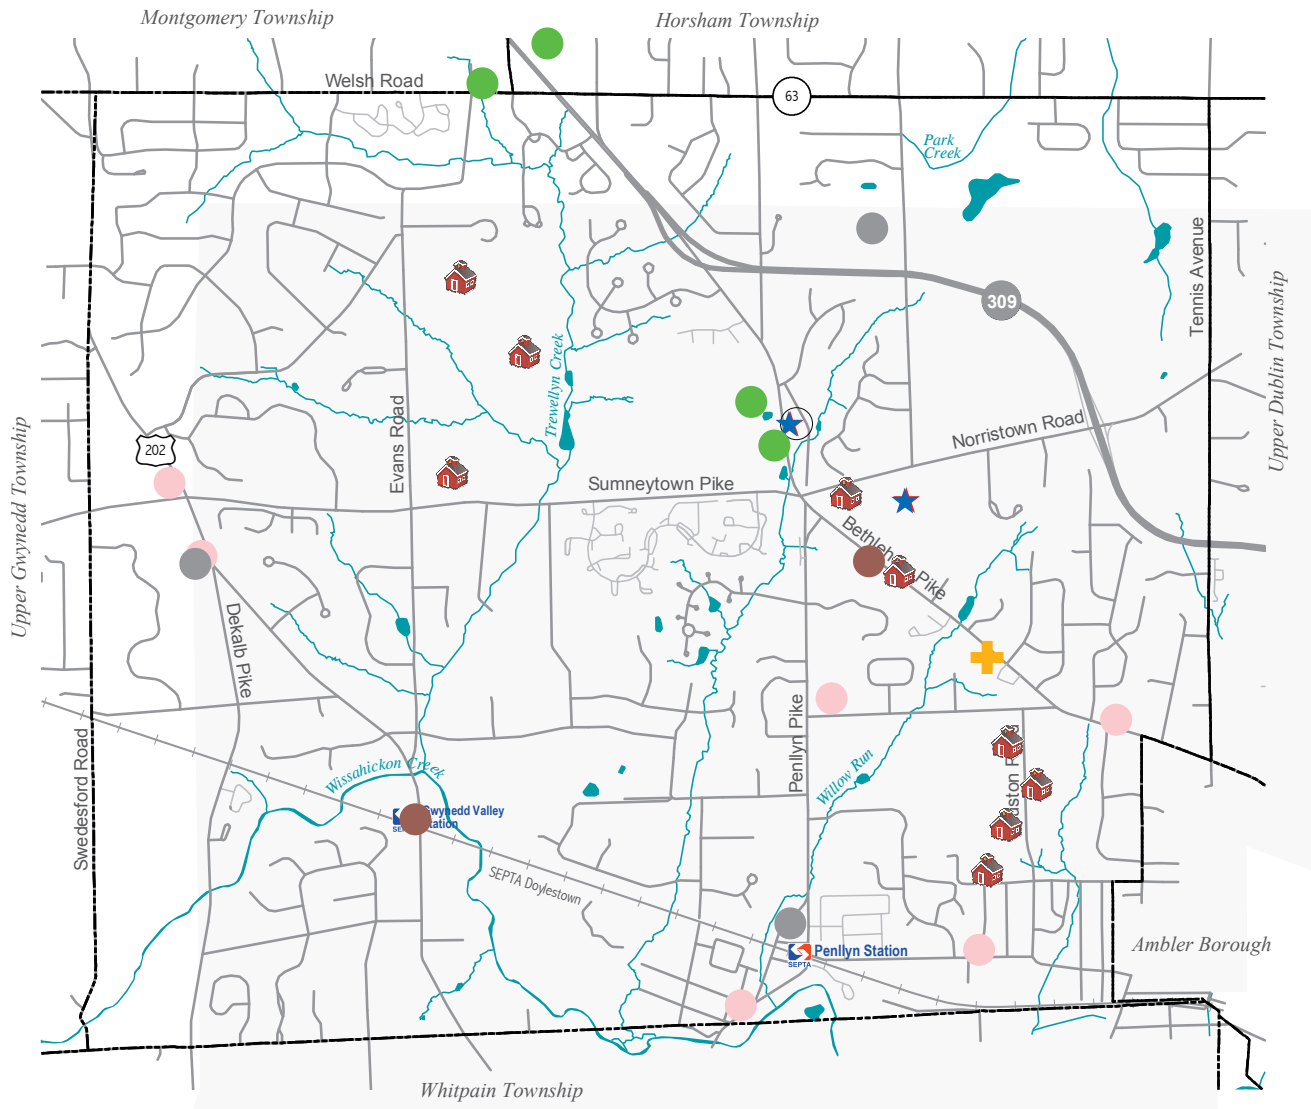 Montgomery Township
Horsham Township
Welsh Road
63
Park
Creek
Tennis Avenue
309
Upper Dublin Township
Trewellyn Creek
Evans Road
202
Norristown Road
Upper Gwynedd Township
Sumneytown Pike
Pike
Dekalb Pike
Penllyn Pike
Swedesford Road
Wissahickon Creek
Willow Run
Gwynedd Valley
SEPTA Doylestown
Penllyn Station
SEPTA
Ambler Borough
Whitpain Township